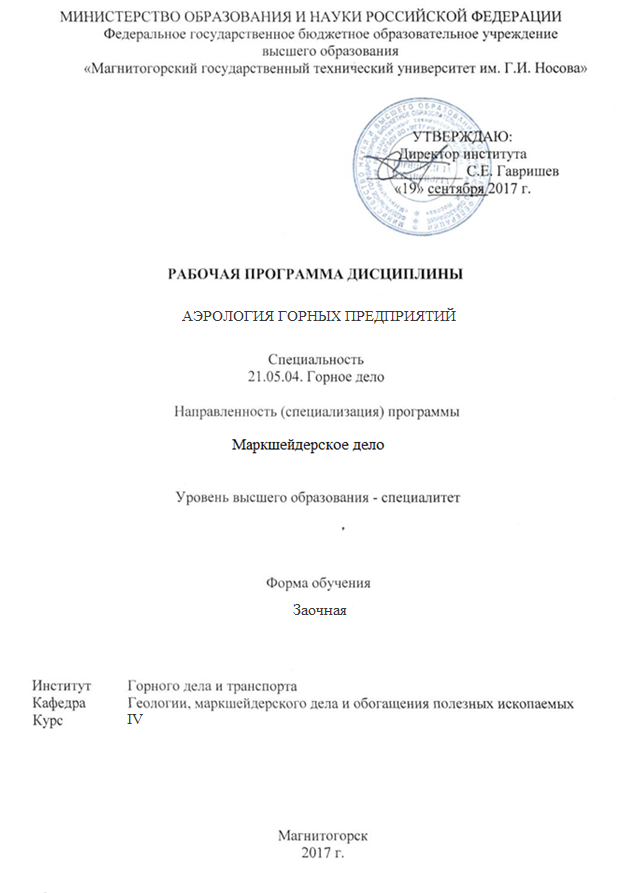 МИНИСТЕРСТВО ОБРАЗОВАНИЯ И НАУКИ РОССИЙСКОЙ ФЕДЕРАЦИИ
Федеральное государственное бюджетное образовательное учреждение
высшего образования
«Магнитогорский государственный технический университет им. Г.И. Носова»
УТВЕРЖДАЮ:
Директор института
С.Е. Гавришев
«19» сентября 2017 г.
РАБОЧАЯ ПРОГРАММА ДИСЦИПЛИНЫ
АЭРОЛОГИЯ ГОРНЫХ ПРЕДПРИЯТИЙ
Специальность
21.05.04. Горное дело
Направленность (специализация) программы
Маркшейдерское дело
Уровень высшего образования - специалитет
Форма обучения
Заочная
Институт Горного дела и транспорта
Кафедра Геологии, маркшейдерского дела и обогащения полезных ископаемых
Курс IV
Магнитогорск
2017 г.